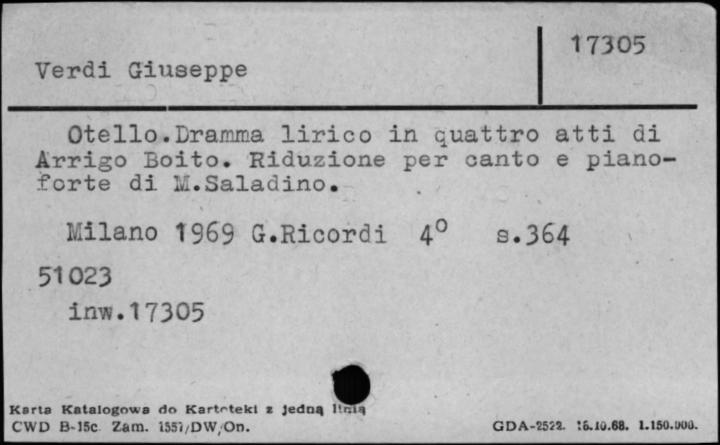 17305
Verdi Giuseppe
Otello.Dramma lirico in quattro atti di
Arrigo Boito. Riduzione per canto e piano-
forte di M.Saladino.
Milano 1969 G.Ricordi 4° s.364
51023
inw.17305
Karta Katalogowa do Kartoteki z jedną linią
CWD B-15c Zam. 1551/DW/On.
GDA-2522. 15.10.68. 1.150.000.